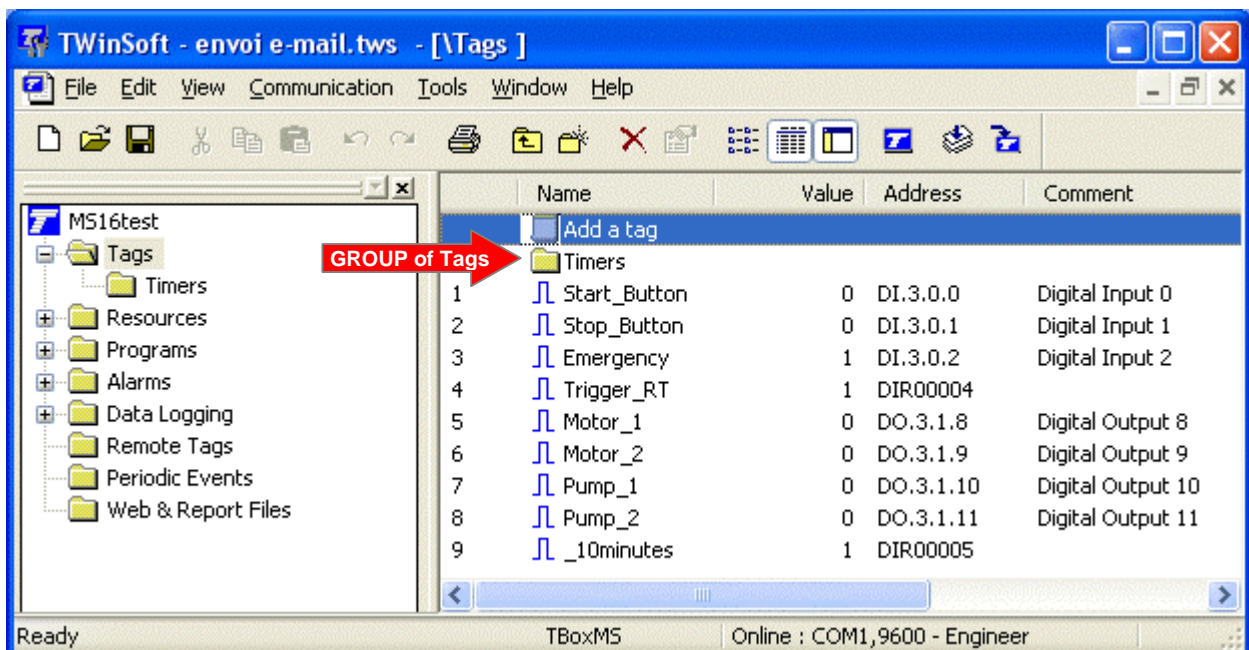 TWinSoft - envoi e-mail.tws - [\Tags ]
File Edit View Communication Tools Window Help
MS16test
Tags
Timers
Resources
Programs
Alarms
Data Logging
Remote Tags
Periodic Events
Web & Report Files
GROUP of Tags
Name Value Address Comment
Add a tag
Timers
1 Start_Button 0 DI.3.0.0 Digital Input 0
2 Stop_Button 0 DI.3.0.1 Digital Input 1
3 Emergency 1 DI.3.0.2 Digital Input 2
4 Trigger_RT 1 DIR00004
5 Motor_1 0 DO.3.1.8 Digital Output 8
6 Motor_2 0 DO.3.1.9 Digital Output 9
7 Pump_1 0 DO.3.1.10 Digital Output 10
8 Pump_2 0 DO.3.1.11 Digital Output 11
9 _10minutes 1 DIR00005
Ready TBoxMS Online : COM1,9600 - Engineer